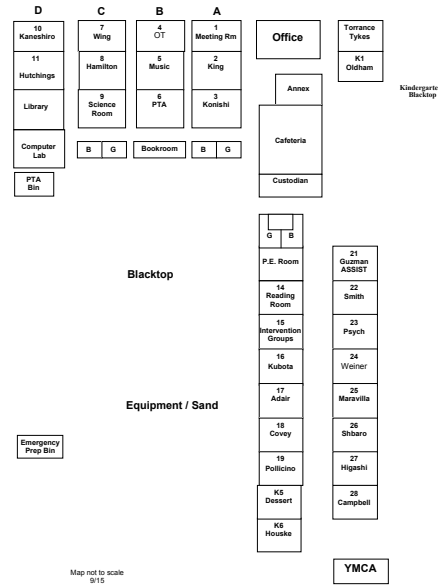 D
C
B
A
10
Kaneshiro
11
Hutchings
Library
Computer
Lab
PTA
Bin
7
Wing
8
Hamilton
9
Science
Room
B G
4
OT
5
Music
6
PTA
Bookroom
1
Meeting Rm
2
King
3
Konishi
B G
Office
Annex
Cafeteria
Custodian
Torrance
Tykes
K1
Oldham
Kindergarte
Blacktop
G B
P.E. Room
14
Reading
Room
15
Intervention
Groups
16
Kubota
17
Adair
18
Covey
19
Pollicino
K5
Dessert
K6
Houske
21
Guzman
ASSIST
22
Smith
23
Psych
24
Weiner
25
Maravilla
26
Shbaro
27
Higashi
28
Campbell
Blacktop
Equipment / Sand
Emergency
Prep Bin
Map not to scale
9/15
YMCA